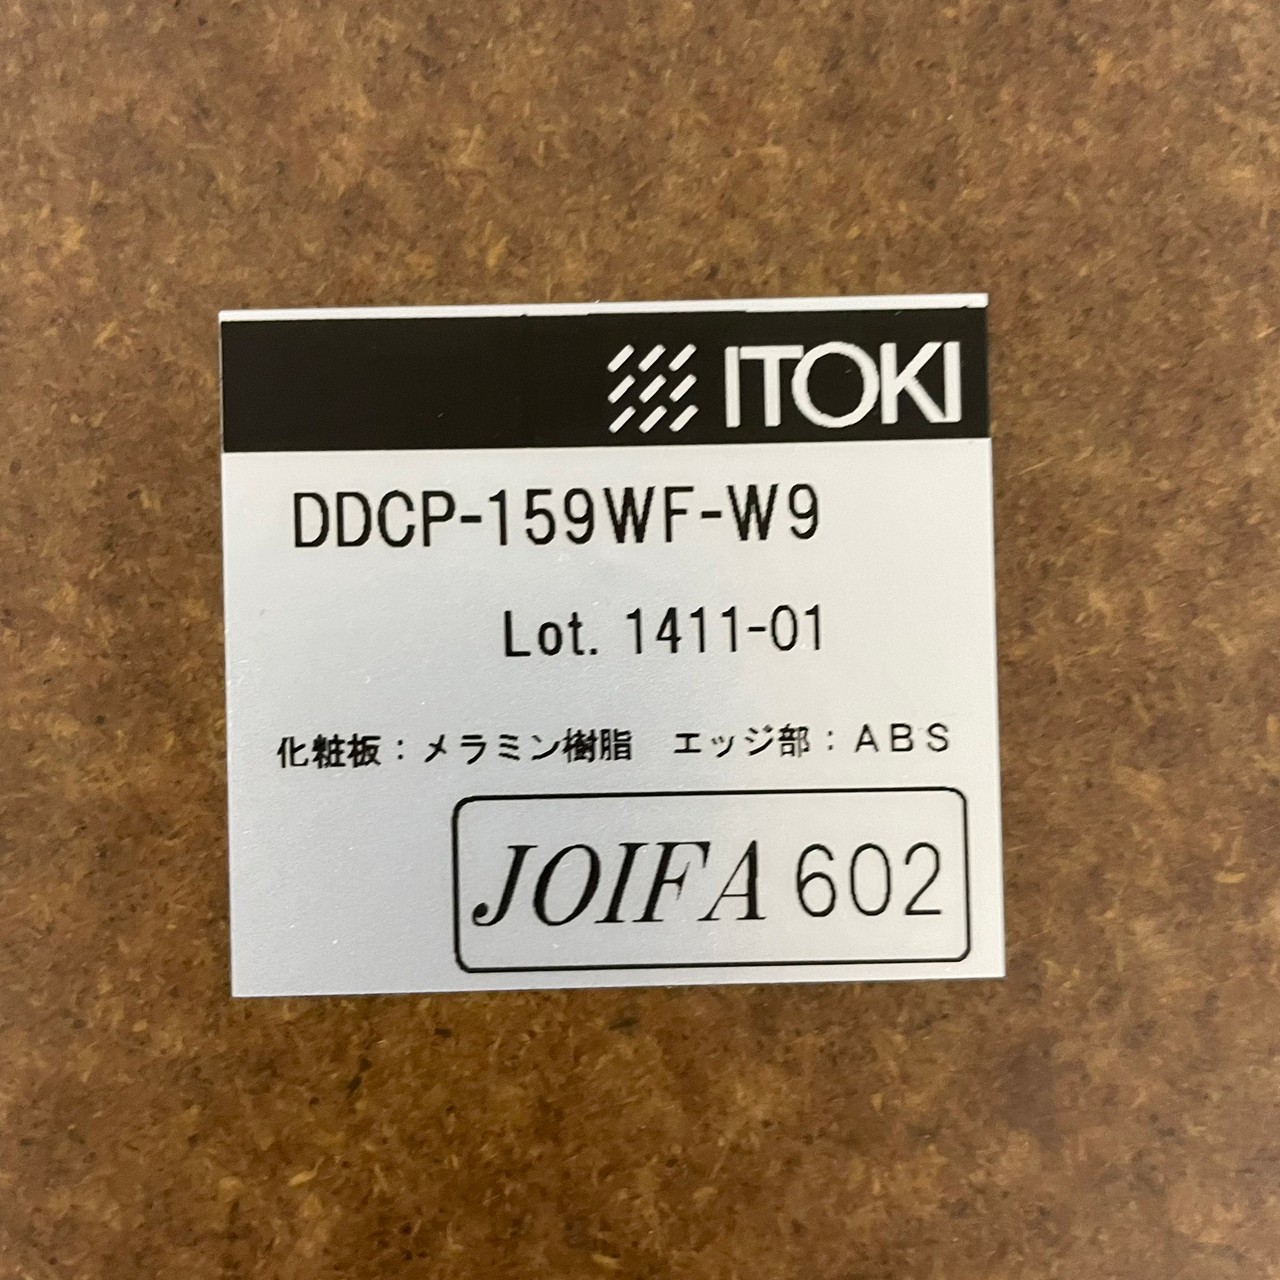 ITOKI
DDCP-159WF-W9
Lot. 1411-01
化粧板：メラミン樹脂　エッジ部：ＡＢＳ
JOIFA 602